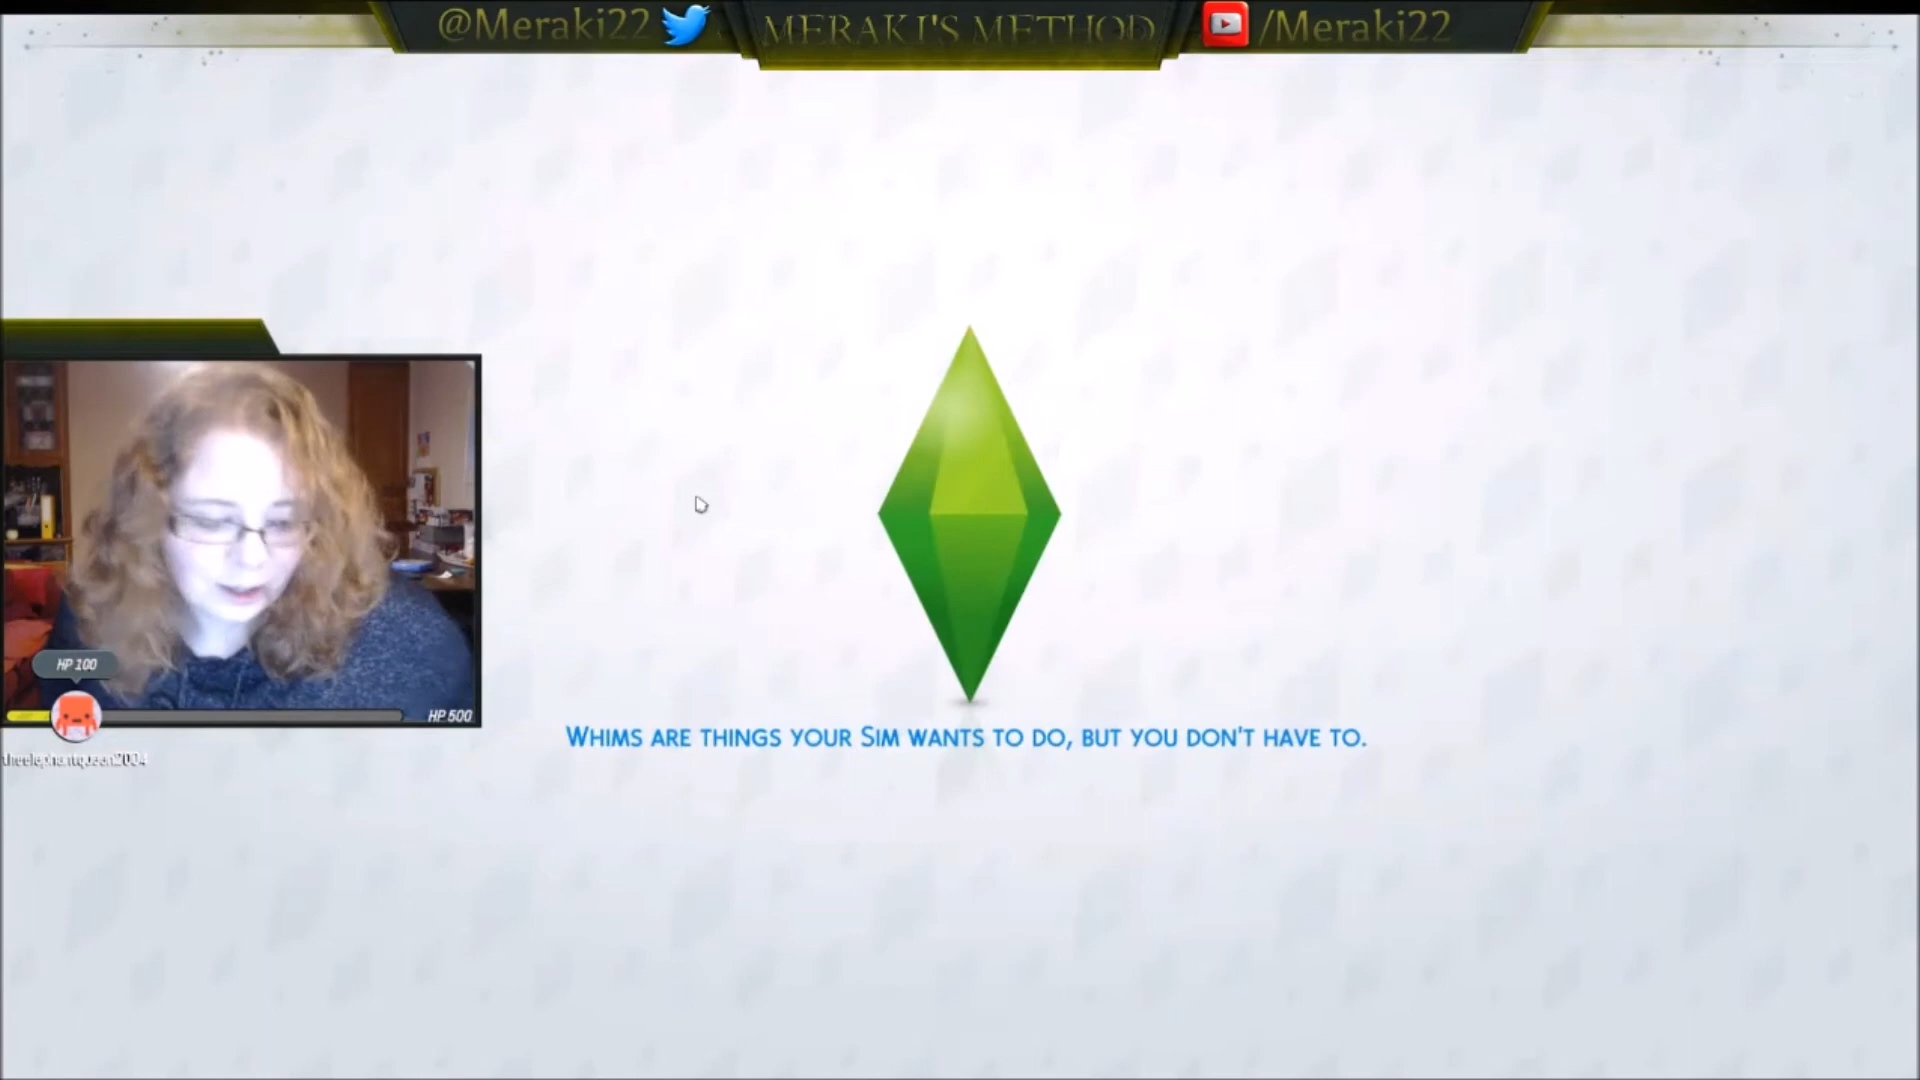 @Meraki22
MERAKI'S METHOD
/Meraki22
HP 100
HP 500
theelephantqueen2004
WHIMS ARE THINGS YOUR SIM WANTS TO DO, BUT YOU DON'T HAVE TO.